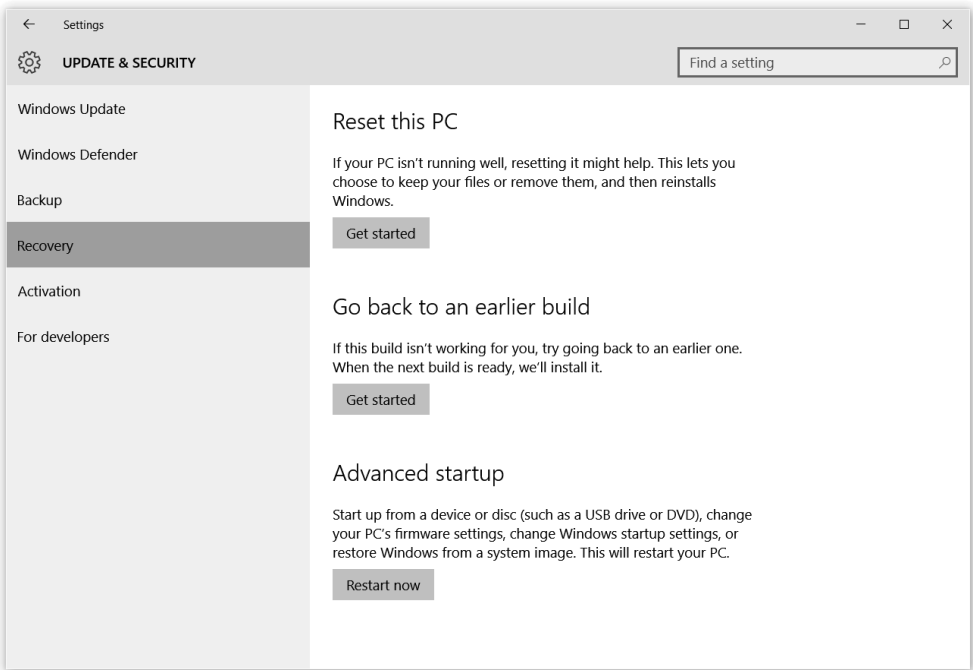 Settings
UPDATE & SECURITY
Find a setting
Windows Update
Windows Defender
Backup
Recovery
Activation
For developers
Reset this PC
If your PC isn't running well, resetting it might help. This lets you
choose to keep your files or remove them, and then reinstalls
Windows.
Get started
Go back to an earlier build
If this build isn't working for you, try going back to an earlier one.
When the next build is ready, we'll install it.
Get started
Advanced startup
Start up from a device or disc (such as a USB drive or DVD), change
your PC's firmware settings, change Windows startup settings, or
restore Windows from a system image. This will restart your PC.
Restart now